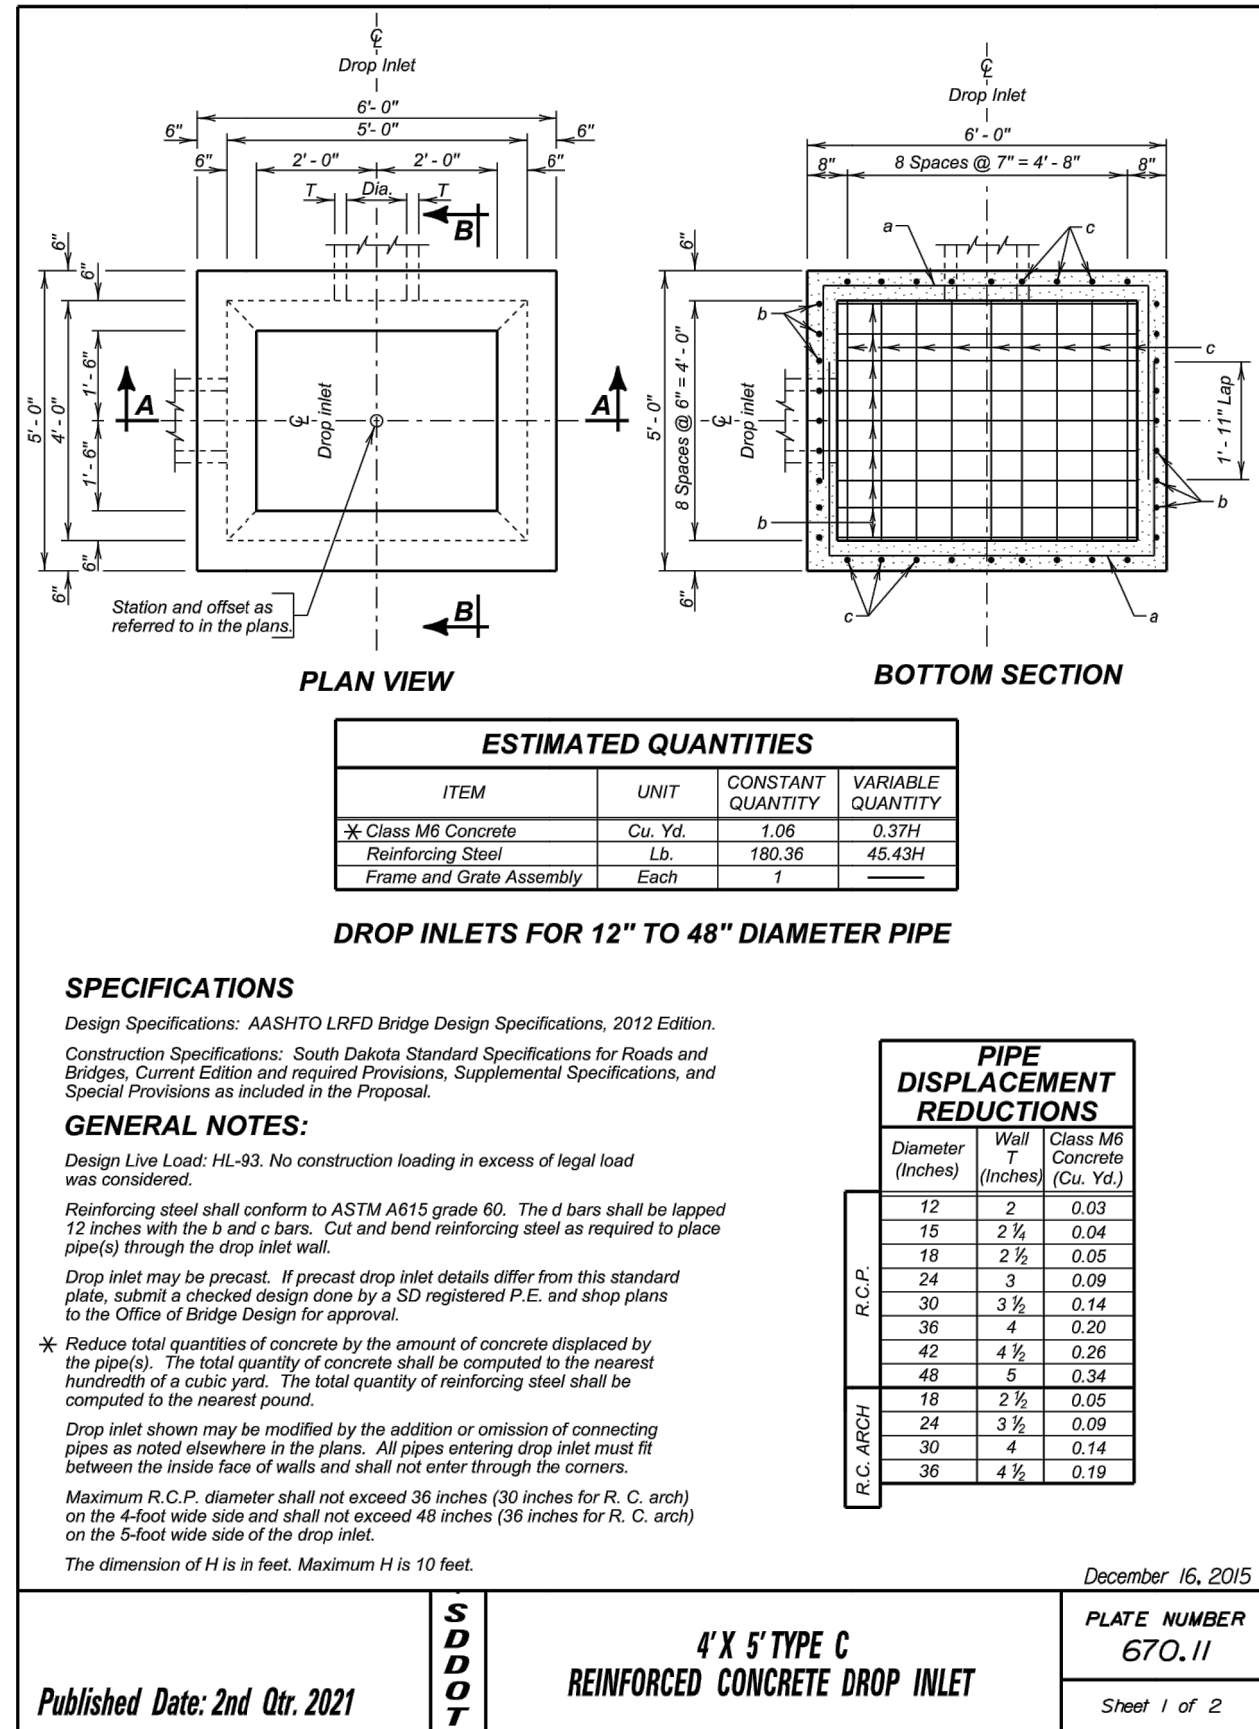 ℄
Drop Inlet
6'- 0"
6" 5'- 0" 6"
6" 2' - 0" 2' - 0" 6"
T Dia. T
B
6"
6"
5' - 0"
4' - 0"
1' - 6"
1' - 6"
6"
6"
A A
℄
Drop inlet
Station and offset as
referred to in the plans.
B
PLAN VIEW
℄
Drop Inlet
6' - 0"
8" 8 Spaces @ 7" = 4' - 8" 8"
a c
6"
b
c
5' - 0"
8 Spaces @ 6" = 4' - 0"
℄
Drop inlet
1' - 11" Lap
b
b
6"
c a
BOTTOM SECTION
ESTIMATED QUANTITIES
ITEM UNIT CONSTANT QUANTITY VARIABLE QUANTITY
* Class M6 Concrete Cu. Yd. 1.06 0.37H
Reinforcing Steel Lb. 180.36 45.43H
Frame and Grate Assembly Each 1 ——
DROP INLETS FOR 12" TO 48" DIAMETER PIPE
SPECIFICATIONS
Design Specifications: AASHTO LRFD Bridge Design Specifications, 2012 Edition.
Construction Specifications: South Dakota Standard Specifications for Roads and
Bridges, Current Edition and required Provisions, Supplemental Specifications, and
Special Provisions as included in the Proposal.
GENERAL NOTES:
Design Live Load: HL-93. No construction loading in excess of legal load
was considered.
Reinforcing steel shall conform to ASTM A615 grade 60. The d bars shall be lapped
12 inches with the b and c bars. Cut and bend reinforcing steel as required to place
pipe(s) through the drop inlet wall.
Drop inlet may be precast. If precast drop inlet details differ from this standard
plate, submit a checked design done by a SD registered P.E. and shop plans
to the Office of Bridge Design for approval.
* Reduce total quantities of concrete by the amount of concrete displaced by
the pipe(s). The total quantity of concrete shall be computed to the nearest
hundredth of a cubic yard. The total quantity of reinforcing steel shall be
computed to the nearest pound.
Drop inlet shown may be modified by the addition or omission of connecting
pipes as noted elsewhere in the plans. All pipes entering drop inlet must fit
between the inside face of walls and shall not enter through the corners.
Maximum R.C.P. diameter shall not exceed 36 inches (30 inches for R. C. arch)
on the 4-foot wide side and shall not exceed 48 inches (36 inches for R. C. arch)
on the 5-foot wide side of the drop inlet.
The dimension of H is in feet. Maximum H is 10 feet.
PIPE
DISPLACEMENT
REDUCTIONS
Diameter (Inches) Wall T (Inches) Class M6 Concrete (Cu. Yd.)
R.C.P.
12 2 0.03
15 2 1/4 0.04
18 2 1/2 0.05
24 3 0.09
30 3 1/2 0.14
36 4 0.20
42 4 1/2 0.26
48 5 0.34
R.C. ARCH
18 2 1/2 0.05
24 3 1/2 0.09
30 4 0.14
36 4 1/2 0.19
December 16, 2015
Published Date: 2nd Qtr. 2021
SDDOT
4' X 5' TYPE C
REINFORCED CONCRETE DROP INLET
PLATE NUMBER
670.11
Sheet 1 of 2